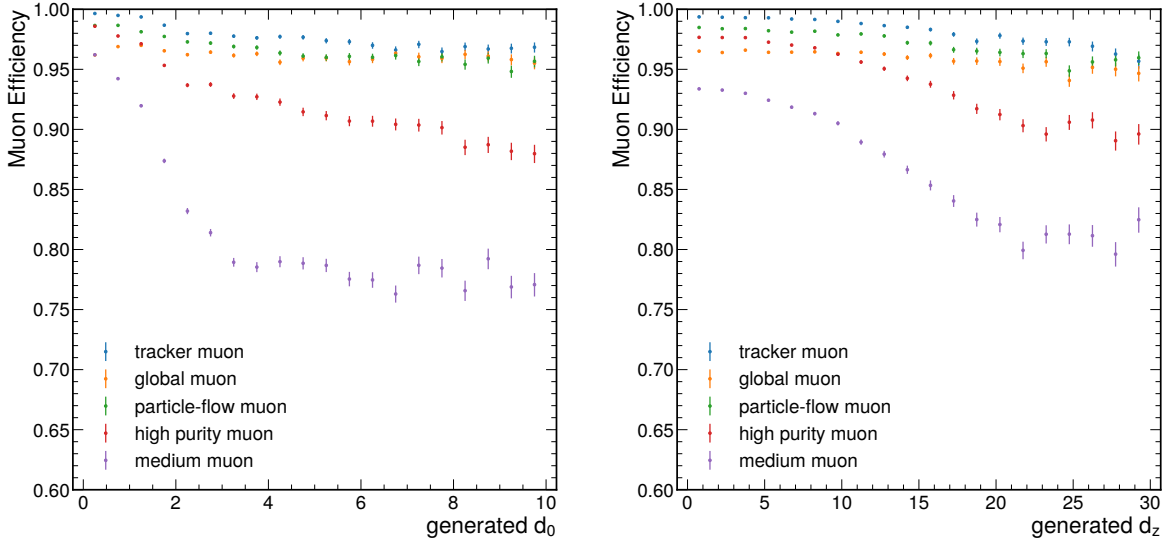 Muon Efficiency
1.00
0.95
0.90
0.85
0.80
0.75
0.70
0.65
0.60
tracker muon
global muon
particle-flow muon
high purity muon
medium muon
0 2 4 6 8 10
generated d₀
Muon Efficiency
1.00
0.95
0.90
0.85
0.80
0.75
0.70
0.65
0.60
tracker muon
global muon
particle-flow muon
high purity muon
medium muon
0 5 10 15 20 25 30
generated d_z